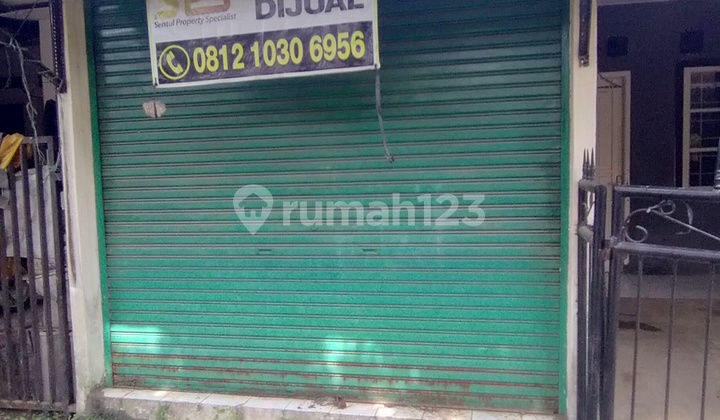 DIJUAL
Sentul Property Specialist
0812 1030 6956
rumah123